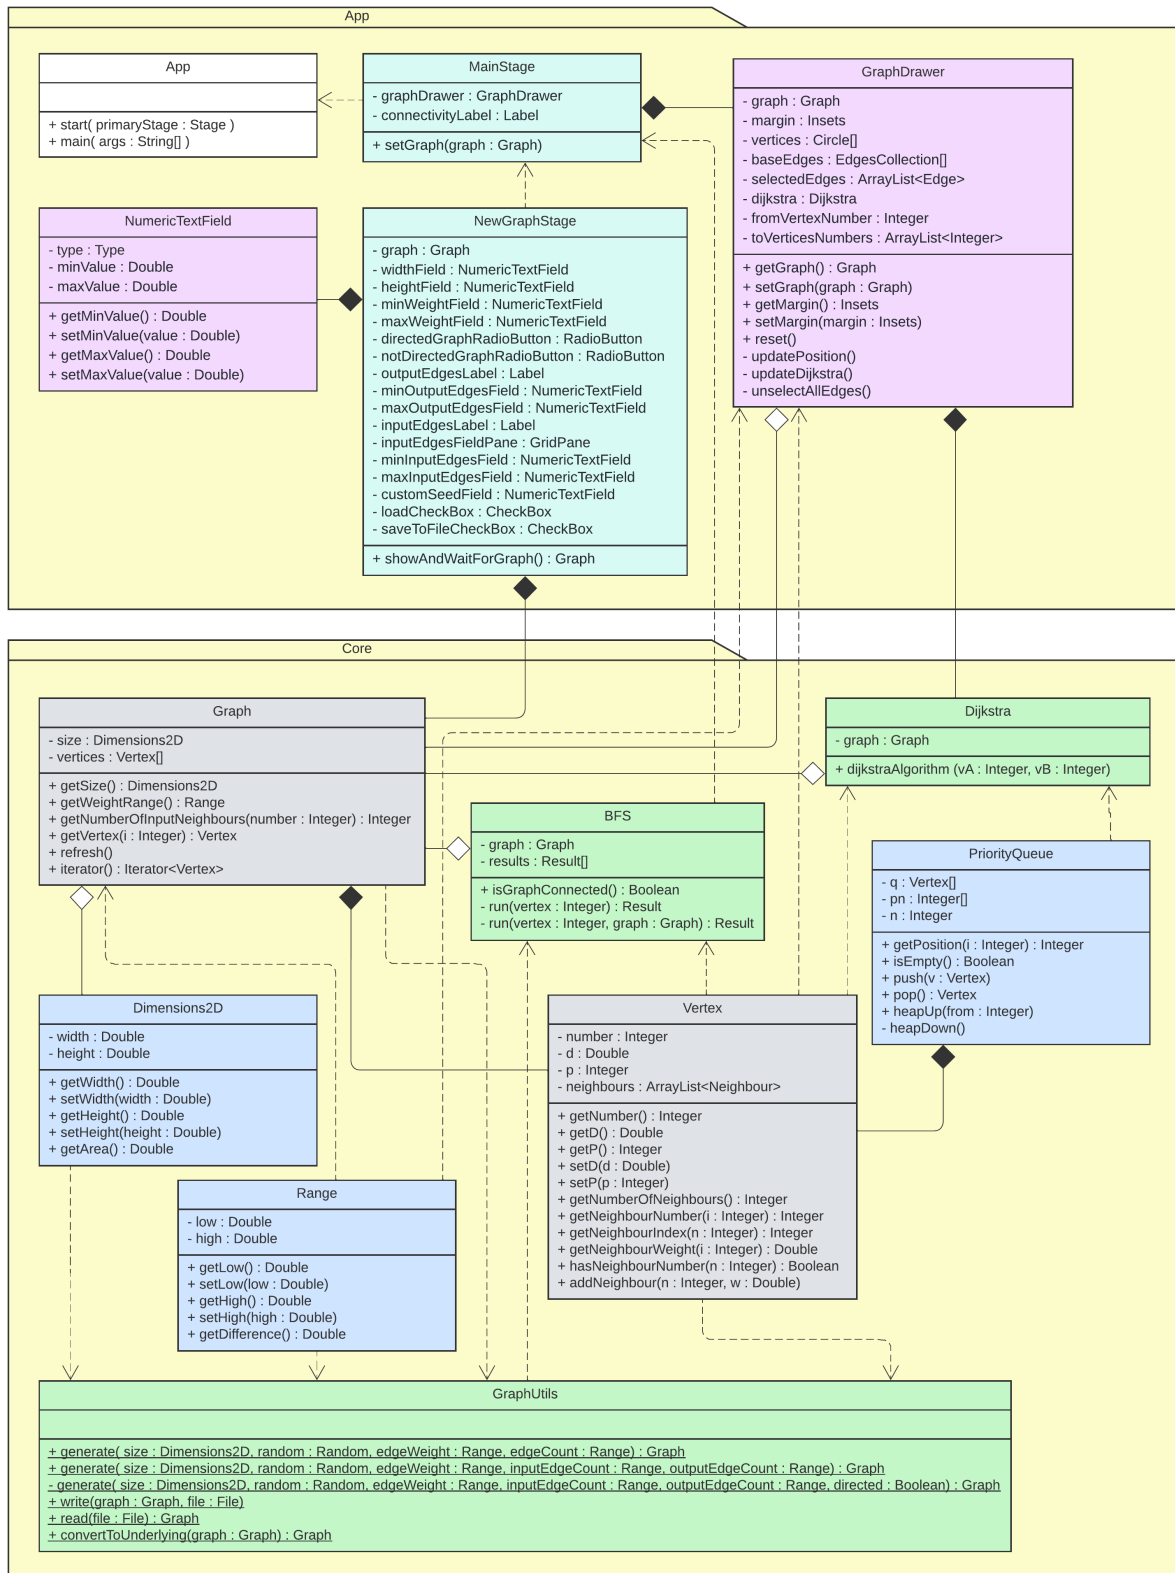 App
App
+ start( primaryStage : Stage )
+ main( args : String[] )
MainStage
- graphDrawer : GraphDrawer
- connectivityLabel : Label
+ setGraph(graph : Graph)
GraphDrawer
- graph : Graph
- margin : Insets
- vertices : Circle[]
- baseEdges : EdgesCollection[]
- selectedEdges : ArrayList<Edge>
- dijkstra : Dijkstra
- fromVertexNumber : Integer
- toVerticesNumbers : ArrayList<Integer>
+ getGraph() : Graph
+ setGraph(graph : Graph)
+ getMargin() : Insets
+ setMargin(margin : Insets)
+ reset()
- updatePosition()
- updateDijkstra()
- unselectAllEdges()
NumericTextField
- type : Type
- minValue : Double
- maxValue : Double
+ getMinValue() : Double
+ setMinValue(value : Double)
+ getMaxValue() : Double
+ setMaxValue(value : Double)
NewGraphStage
- graph : Graph
- widthField : NumericTextField
- heightField : NumericTextField
- minWeightField : NumericTextField
- maxWeightField : NumericTextField
- directedGraphRadioButton : RadioButton
- notDirectedGraphRadioButton : RadioButton
- outputEdgesLabel : Label
- minOutputEdgesField : NumericTextField
- maxOutputEdgesField : NumericTextField
- inputEdgesLabel : Label
- inputEdgesFieldPane : GridPane
- minInputEdgesField : NumericTextField
- maxInputEdgesField : NumericTextField
- customSeedField : NumericTextField
- loadCheckBox : CheckBox
- saveToFileCheckBox : CheckBox
+ showAndWaitForGraph() : Graph
Core
Graph
- size : Dimensions2D
- vertices : Vertex[]
+ getSize() : Dimensions2D
+ getWeightRange() : Range
+ getNumberOfInputNeighbours(number : Integer) : Integer
+ getVertex(i : Integer) : Vertex
+ refresh()
+ iterator() : Iterator<Vertex>
Dijkstra
- graph : Graph
+ dijkstraAlgorithm (vA : Integer, vB : Integer)
BFS
- graph : Graph
- results : Result[]
+ isGraphConnected() : Boolean
- run(vertex : Integer) : Result
- run(vertex : Integer, graph : Graph) : Result
PriorityQueue
- q : Vertex[]
- pn : Integer[]
- n : Integer
+ getPosition(i : Integer) : Integer
+ isEmpty() : Boolean
+ push(v : Vertex)
+ pop() : Vertex
+ heapUp(from : Integer)
- heapDown()
Dimensions2D
- width : Double
- height : Double
+ getWidth() : Double
+ setWidth(width : Double)
+ getHeight() : Double
+ setHeight(height : Double)
+ getArea() : Double
Vertex
- number : Integer
- d : Double
- p : Integer
- neighbours : ArrayList<Neighbour>
+ getNumber() : Integer
+ getD() : Double
+ getP() : Integer
+ setD(d : Double)
+ setP(p : Integer)
+ getNumberOfNeighbours() : Integer
+ getNeighbourNumber(i : Integer) : Integer
+ getNeighbourIndex(n : Integer) : Integer
+ getNeighbourWeight(i : Integer) : Double
+ hasNeighbourNumber(n : Integer) : Boolean
+ addNeighbour(n : Integer, w : Double)
Range
- low : Double
- high : Double
+ getLow() : Double
+ setLow(low : Double)
+ getHigh() : Double
+ setHigh(high : Double)
+ getDifference() : Double
GraphUtils
+ generate( size : Dimensions2D, random : Random, edgeWeight : Range, edgeCount : Range) : Graph
+ generate( size : Dimensions2D, random : Random, edgeWeight : Range, inputEdgeCount : Range, outputEdgeCount : Range) : Graph
- generate( size : Dimensions2D, random : Random, edgeWeight : Range, inputEdgeCount : Range, outputEdgeCount : Range, directed : Boolean) : Graph
+ write(graph : Graph, file : File)
+ read(file : File) : Graph
+ convertToUnderlying(graph : Graph) : Graph